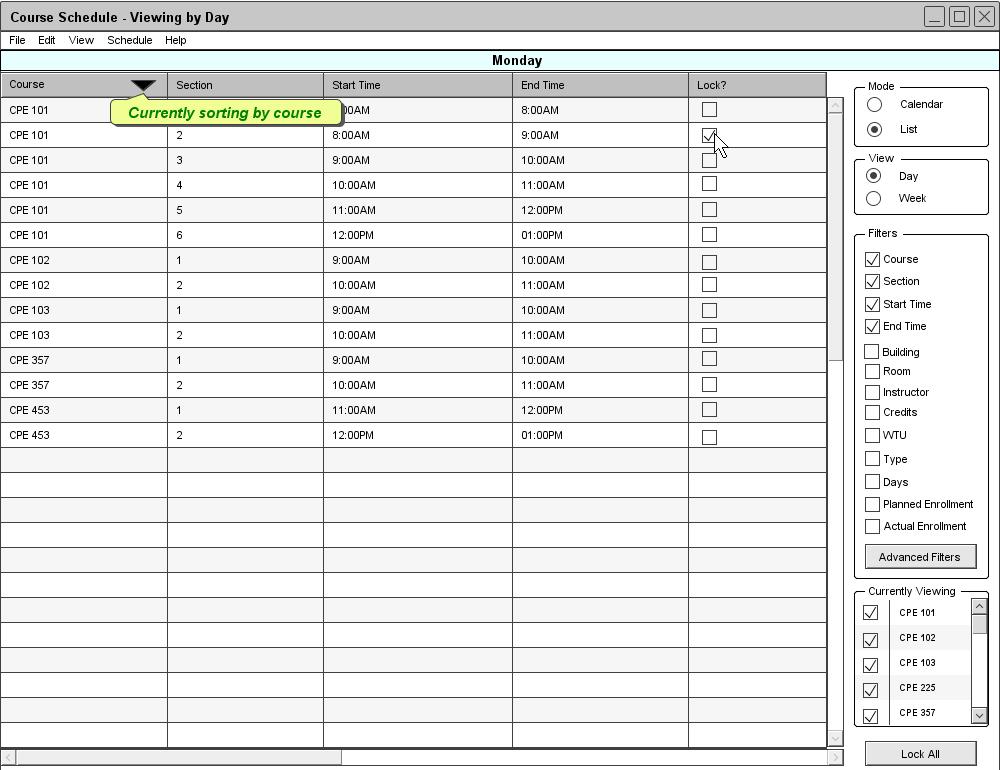 Course Schedule - Viewing by Day
File Edit View Schedule Help
Monday
Course Section Start Time End Time Lock?
Currently sorting by course
CPE 101 8:00AM
CPE 101 2 8:00AM 9:00AM
CPE 101 3 9:00AM 10:00AM
CPE 101 4 10:00AM 11:00AM
CPE 101 5 11:00AM 12:00PM
CPE 101 6 12:00PM 01:00PM
CPE 102 1 9:00AM 10:00AM
CPE 102 2 10:00AM 11:00AM
CPE 103 1 9:00AM 10:00AM
CPE 103 2 10:00AM 11:00AM
CPE 357 1 9:00AM 10:00AM
CPE 357 2 10:00AM 11:00AM
CPE 453 1 11:00AM 12:00PM
CPE 453 2 12:00PM 01:00PM
Mode
Calendar
List
View
Day
Week
Filters
Course
Section
Start Time
End Time
Building
Room
Instructor
Credits
WTU
Type
Days
Planned Enrollment
Actual Enrollment
Advanced Filters
Currently Viewing
CPE 101
CPE 102
CPE 103
CPE 225
CPE 357
Lock All